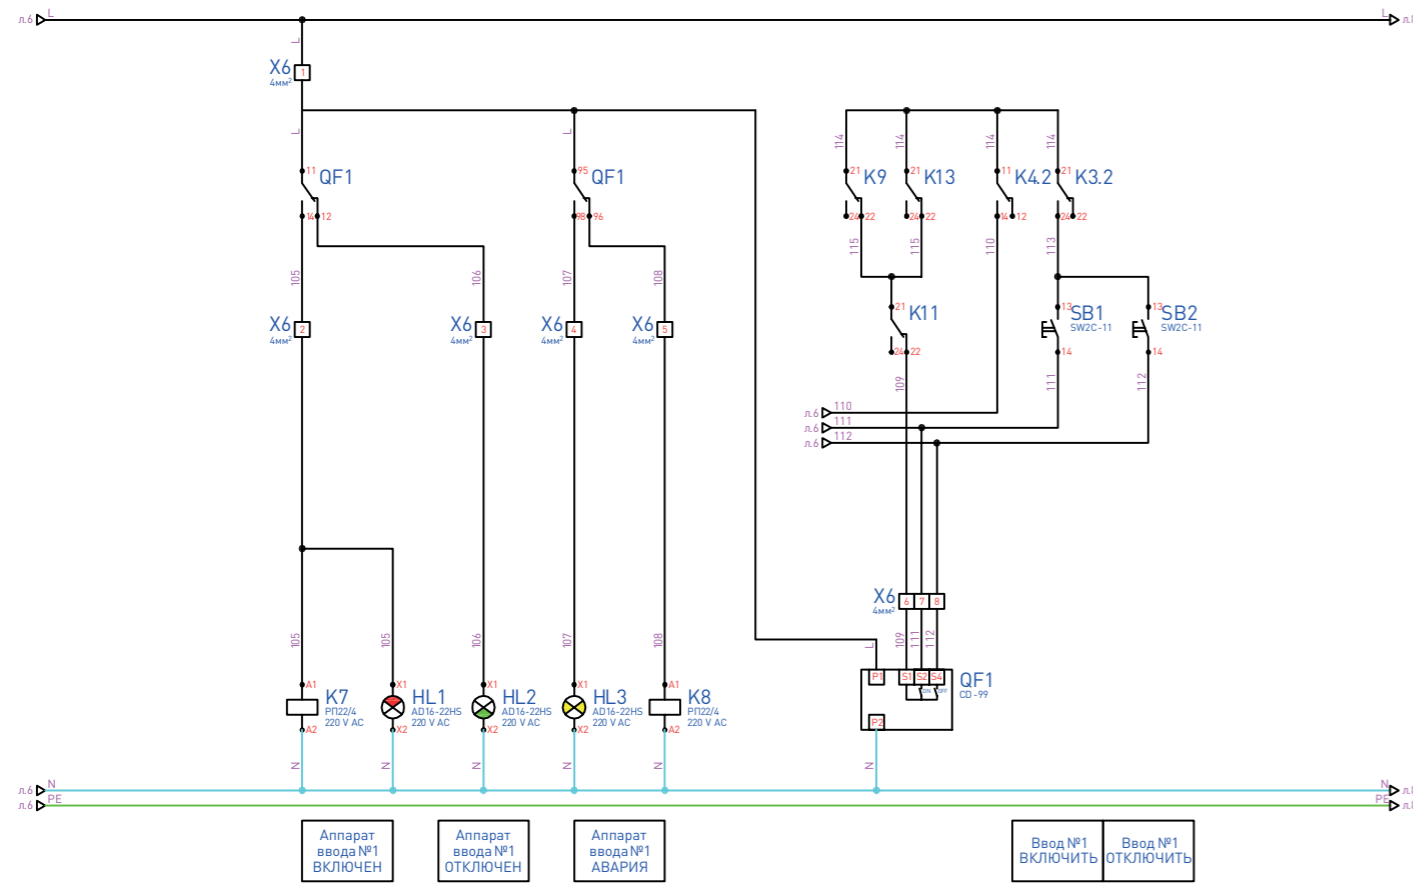 л.6 L L л.
L
X6 1
4мм²
L L 114 114 114 114
11 QF1 95 QF1 21 K9 21 K13 11 K4.2 21 K3.2
14 12 98 96 24 22 24 22 14 12 24 22
115 115 110 113
105 106 107 108
21 K11 13 SB1 13 SB2
SW2C-11 SW2C-11
X6 2 X6 3 X6 4 X6 5
4мм² 4мм² 4мм² 4мм²
24 22 14 14
109 111 112
л.6 110
л.6 111
л.6 112
X6 6 7 8
4мм²
105 105 106 107 108 L 109 111 112
P1 S1 S2 S4 QF1
CD-99
ON OFF
A1 X1 X1 X1 A1
K7 HL1 HL2 HL3 K8
РП22/4 AD16-22HS AD16-22HS AD16-22HS РП22/4
220 V AC 220 V AC 220 V AC 220 V AC 220 V AC
A2 X2 X2 X2 A2 P2
N N N N N N
л.6 N N л.
л.6 PE PE л.
Аппарат
ввода №1
ВКЛЮЧЕН
Аппарат
ввода №1
ОТКЛЮЧЕН
Аппарат
ввода №1
АВАРИЯ
Ввод №1
ВКЛЮЧИТЬ
Ввод №1
ОТКЛЮЧИТЬ